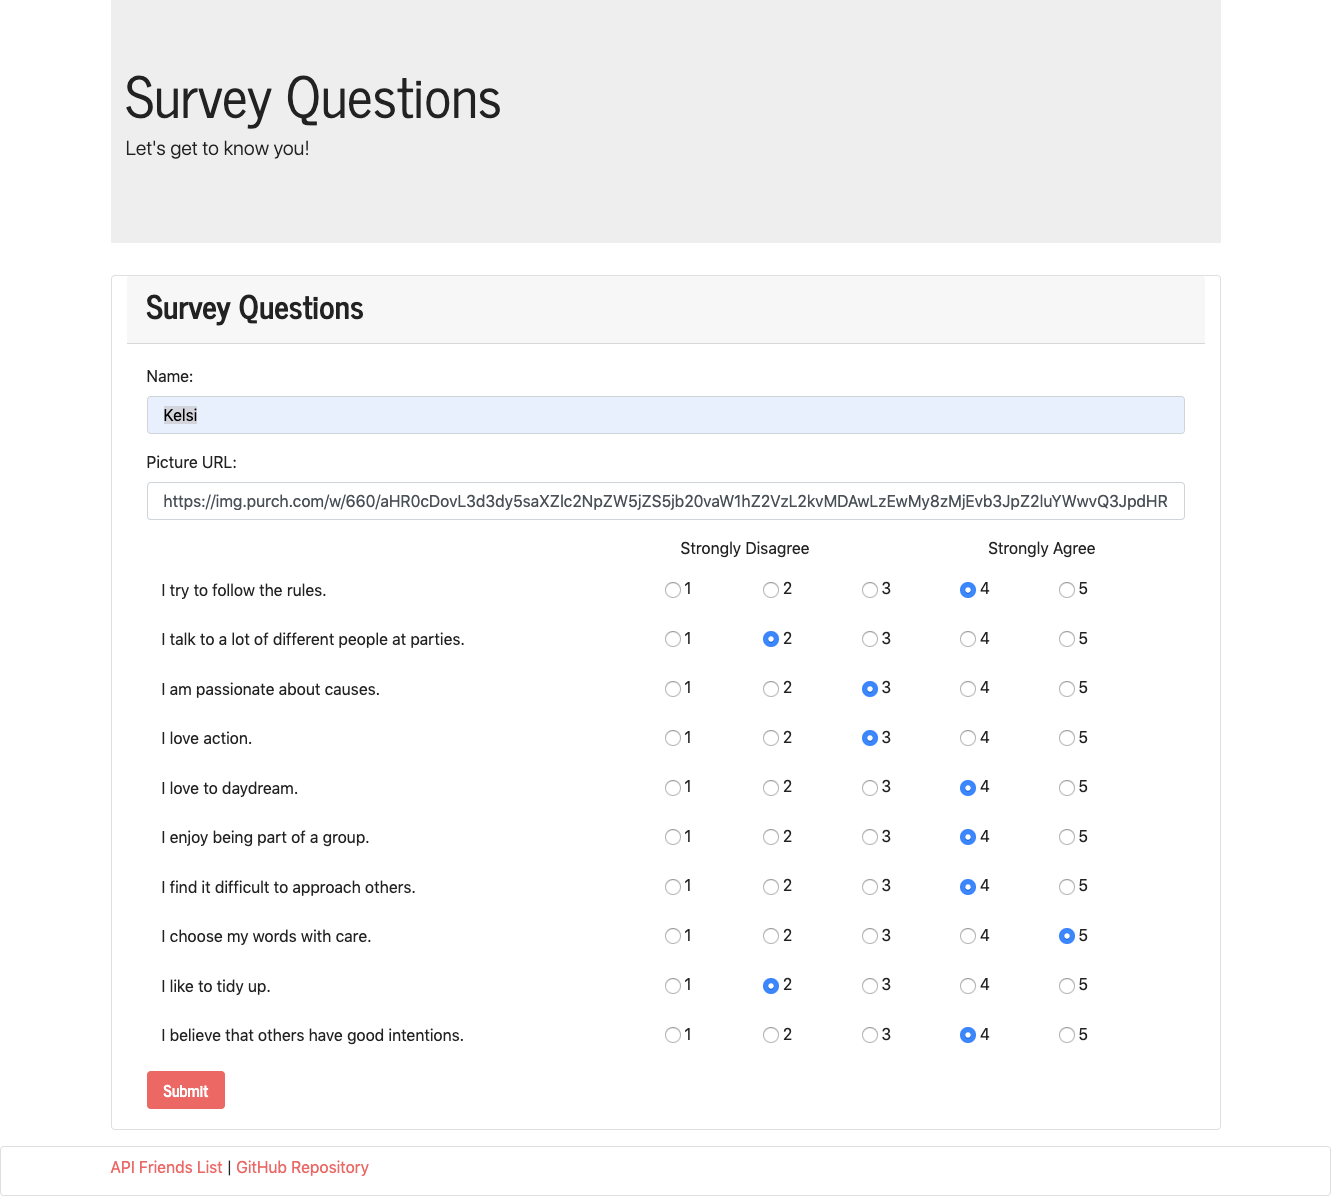 Survey Questions
Let's get to know you!
Survey Questions
Name:
Kelsi
Picture URL:
https://img.purch.com/w/660/aHR0cDovL3d3dy5saXZlc2NpZW5jZS5jb20vaW1hZ2VzL2kvMDAwLzEwMy8zMjEvb3JpZ2luYWwvQ3JpdHR
Strongly Disagree Strongly Agree
I try to follow the rules. 1 2 3 4 5
I talk to a lot of different people at parties. 1 2 3 4 5
I am passionate about causes. 1 2 3 4 5
I love action. 1 2 3 4 5
I love to daydream. 1 2 3 4 5
I enjoy being part of a group. 1 2 3 4 5
I find it difficult to approach others. 1 2 3 4 5
I choose my words with care. 1 2 3 4 5
I like to tidy up. 1 2 3 4 5
I believe that others have good intentions. 1 2 3 4 5
Submit
API Friends List | GitHub Repository